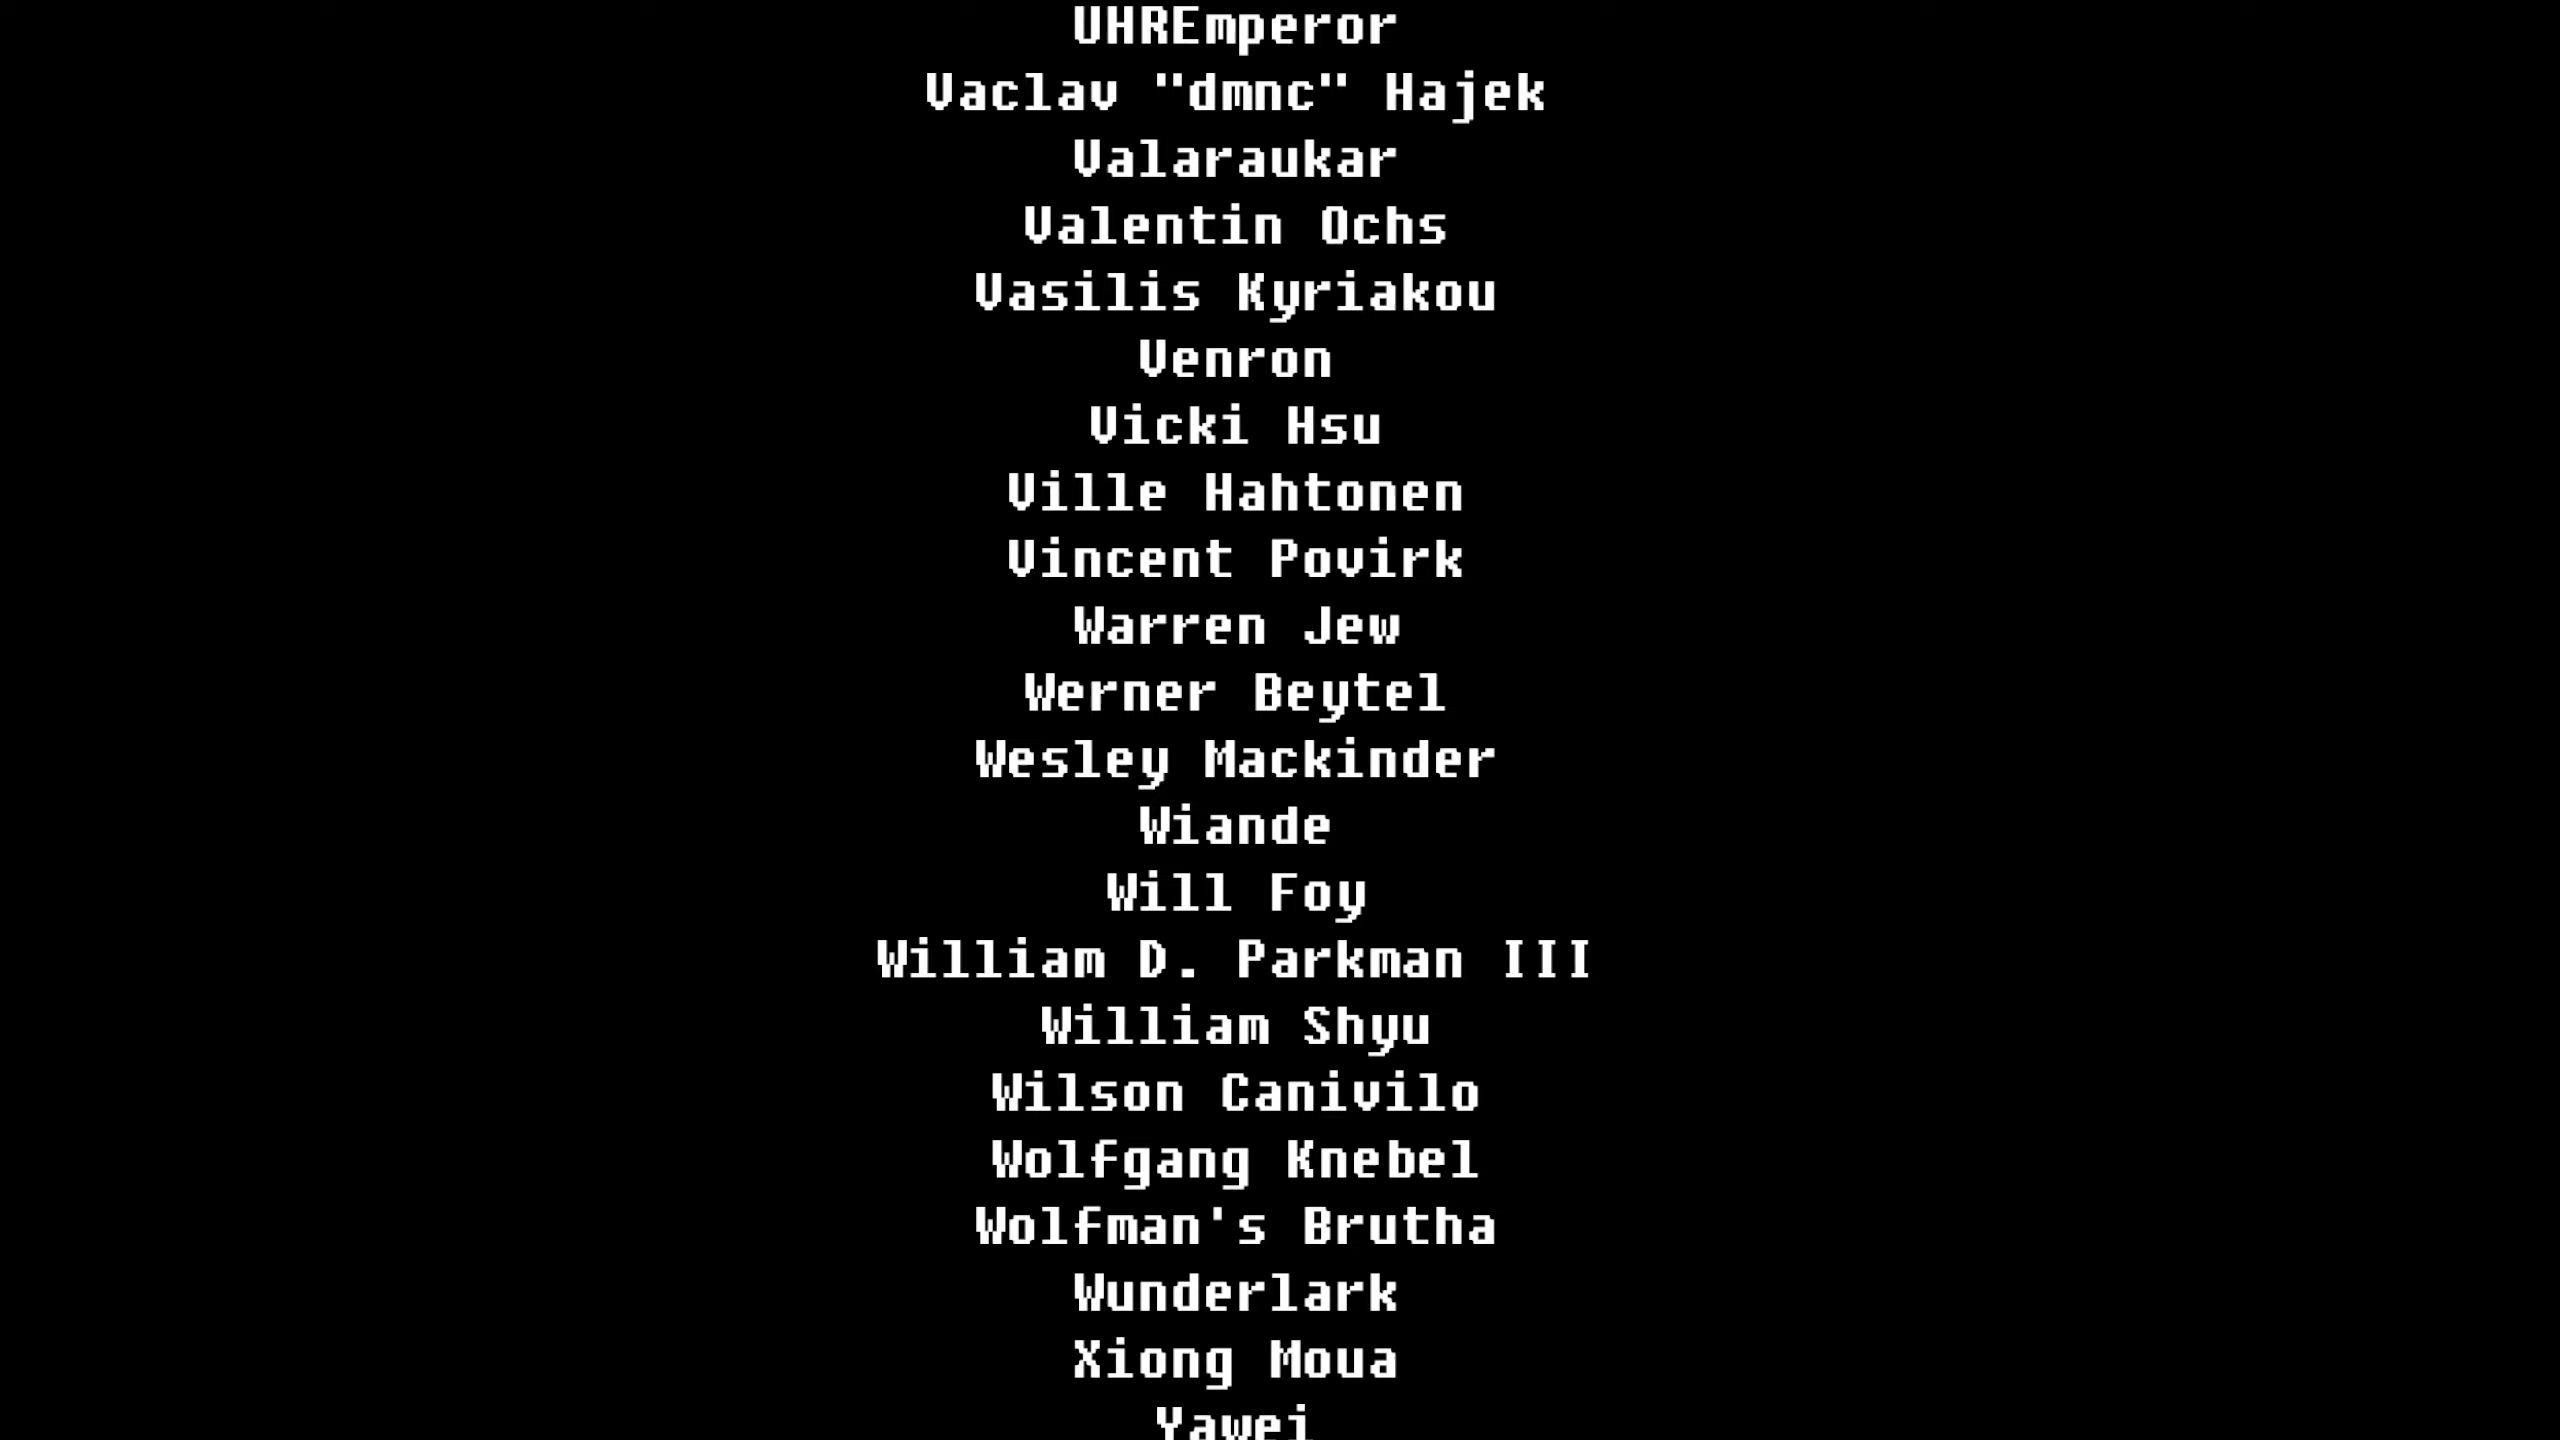 UHREmperor
Vaclav "dmnc" Hajek
Valaraukar
Valentin Ochs
Vasilis Kyriakou
Venron
Vicki Hsu
Ville Hahtonen
Vincent Povirk
Warren Jew
Werner Beytel
Wesley Mackinder
Wiande
Will Foy
William D. Parkman III
William Shyu
Wilson Canivilo
Wolfgang Knebel
Wolfman's Brutha
Wunderlark
Xiong Moua
Yawei